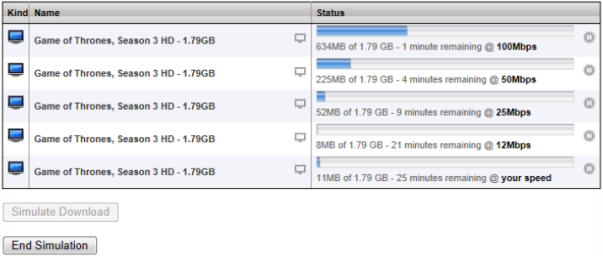 Kind Name Status
Game of Thrones, Season 3 HD - 1.79GB
634MB of 1.79 GB - 1 minute remaining @ 100Mbps
Game of Thrones, Season 3 HD - 1.79GB
225MB of 1.79 GB - 4 minutes remaining @ 50Mbps
Game of Thrones, Season 3 HD - 1.79GB
52MB of 1.79 GB - 9 minutes remaining @ 25Mbps
Game of Thrones, Season 3 HD - 1.79GB
8MB of 1.79 GB - 21 minutes remaining @ 12Mbps
Game of Thrones, Season 3 HD - 1.79GB
11MB of 1.79 GB - 25 minutes remaining @ your speed
Simulate Download
End Simulation